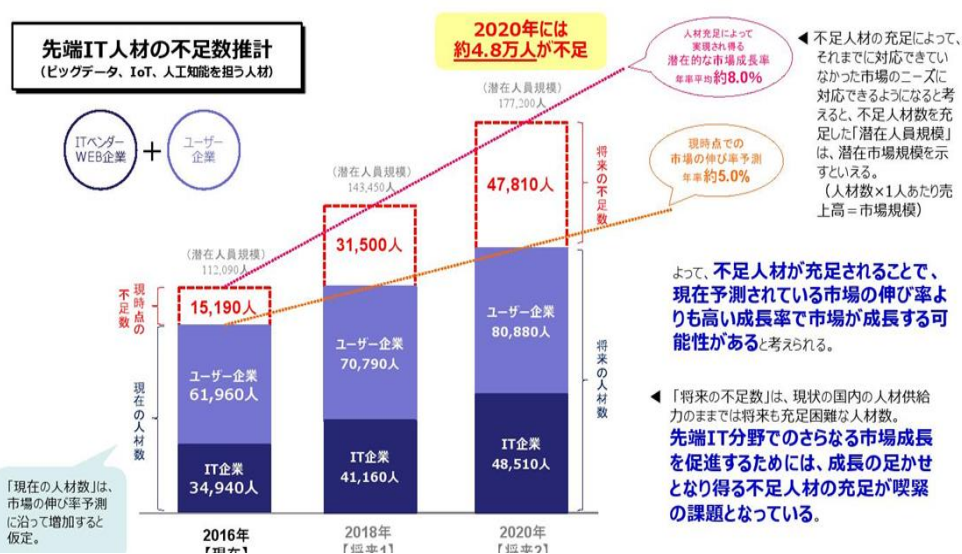 先端IT人材の不足数推計
(ビッグデータ、IoT、人工知能を担う人材)
ITベンダー
WEB企業
＋
ユーザー
企業
2020年には
約4.8万人が不足
人材充足によって
実現され得る
潜在的な市場成長率
年率平均約8.0%
現時点での
市場の伸び率予測
年率約5.0%
(潜在人員規模)
112,090人
15,190人
ユーザー企業
61,960人
IT企業
34,940人
2016年
【現在】
(潜在人員規模)
143,450人
31,500人
ユーザー企業
70,790人
IT企業
41,160人
2018年
【将来1】
(潜在人員規模)
177,200人
47,810人
ユーザー企業
80,880人
IT企業
48,510人
2020年
【将来2】
現時点の
不足数
現在の人材数
将来の不足数
将来の人材数
「現在の人材数」は、
市場の伸び率予測
に沿って増加すると
仮定。
◀ 不足人材の充足によって、
それまでに対応できてい
なかった市場のニーズに
対応できるようになると考
えると、不足人材数を充
足した「潜在人員規模」
は、潜在市場規模を示
すといえる。
(人材数×1人あたり売
上高＝市場規模)
よって、不足人材が充足されることで、
現在予測されている市場の伸び率よ
りも高い成長率で市場が成長する可
能性があると考えられる。
◀ 「将来の不足数」は、現状の国内の人材供給
力のままでは将来も充足困難な人材数。
先端IT分野でのさらなる市場成長
を促進するためには、成長の足かせ
となり得る不足人材の充足が喫緊
の課題となっている。